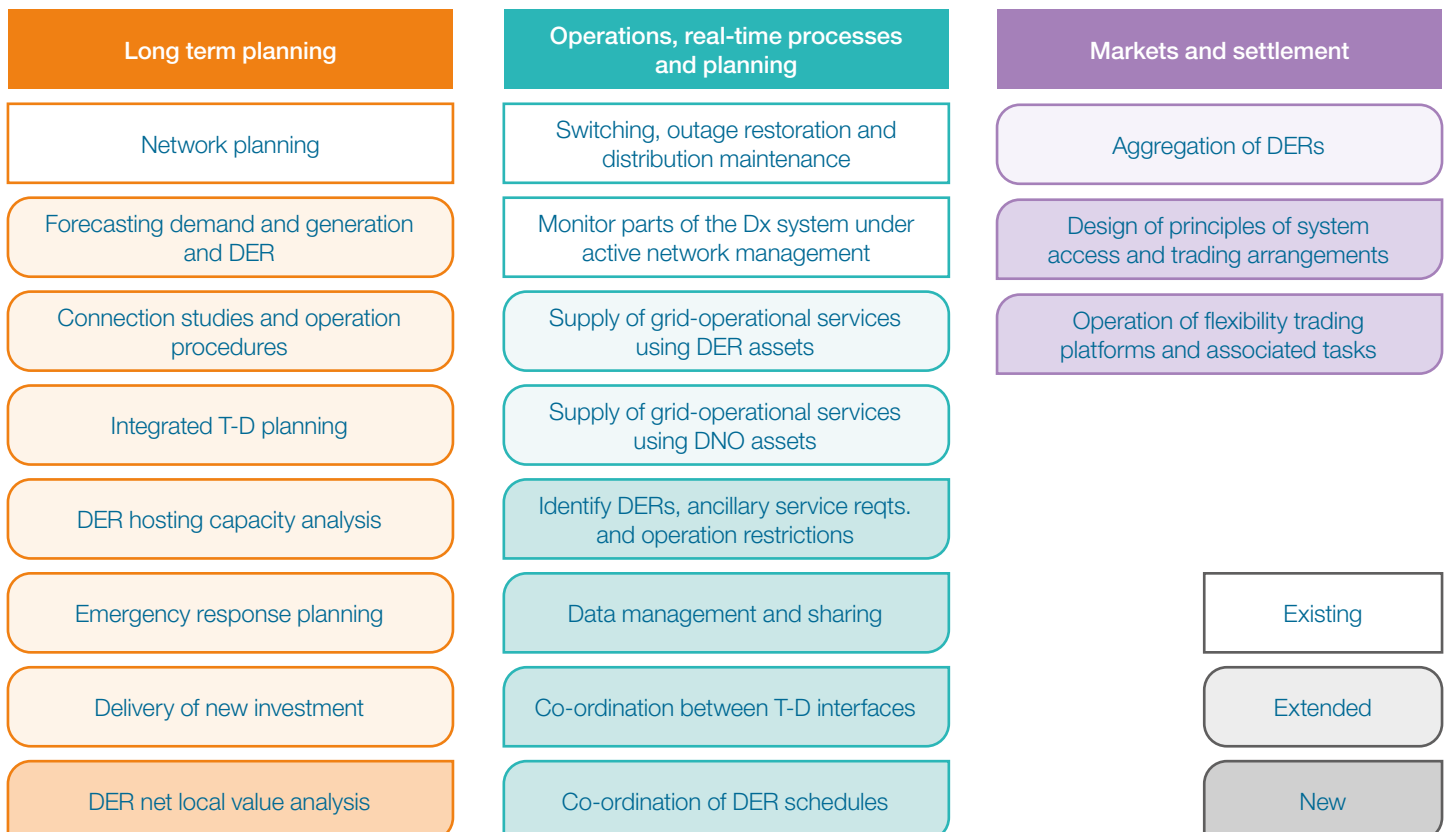 Long term planning
Network planning
Forecasting demand and generation
and DER
Connection studies and operation
procedures
Integrated T-D planning
DER hosting capacity analysis
Emergency response planning
Delivery of new investment
DER net local value analysis
Operations, real-time processes
and planning
Switching, outage restoration and
distribution maintenance
Monitor parts of the Dx system under
active network management
Supply of grid-operational services
using DER assets
Supply of grid-operational services
using DNO assets
Identify DERs, ancillary service reqts.
and operation restrictions
Data management and sharing
Co-ordination between T-D interfaces
Co-ordination of DER schedules
Markets and settlement
Aggregation of DERs
Design of principles of system
access and trading arrangements
Operation of flexibility trading
platforms and associated tasks
Existing
Extended
New